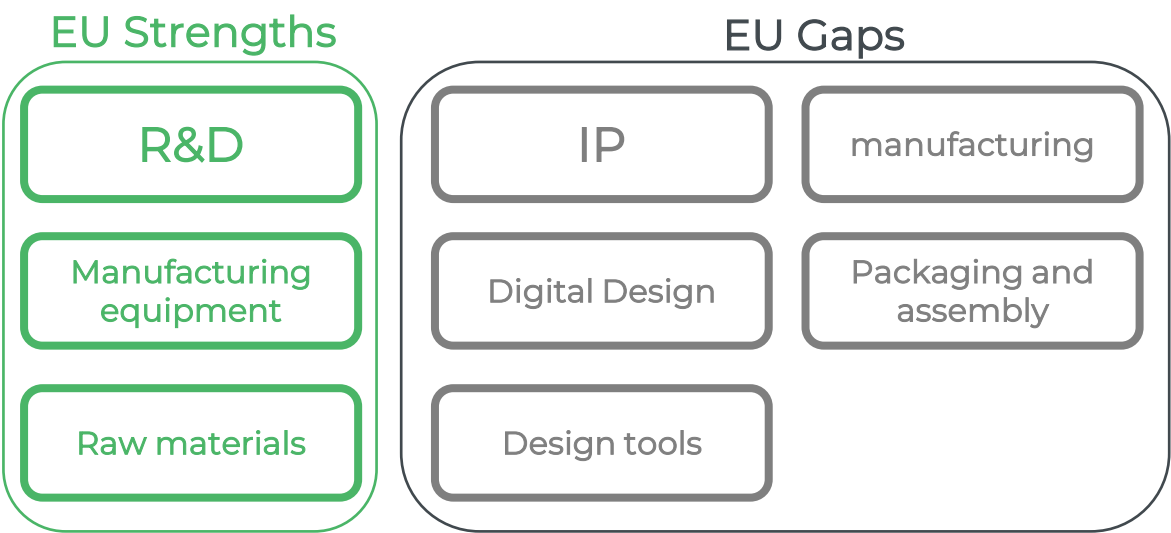 EU Strengths
R&D
Manufacturing
equipment
Raw materials
EU Gaps
IP
manufacturing
Digital Design
Packaging and
assembly
Design tools